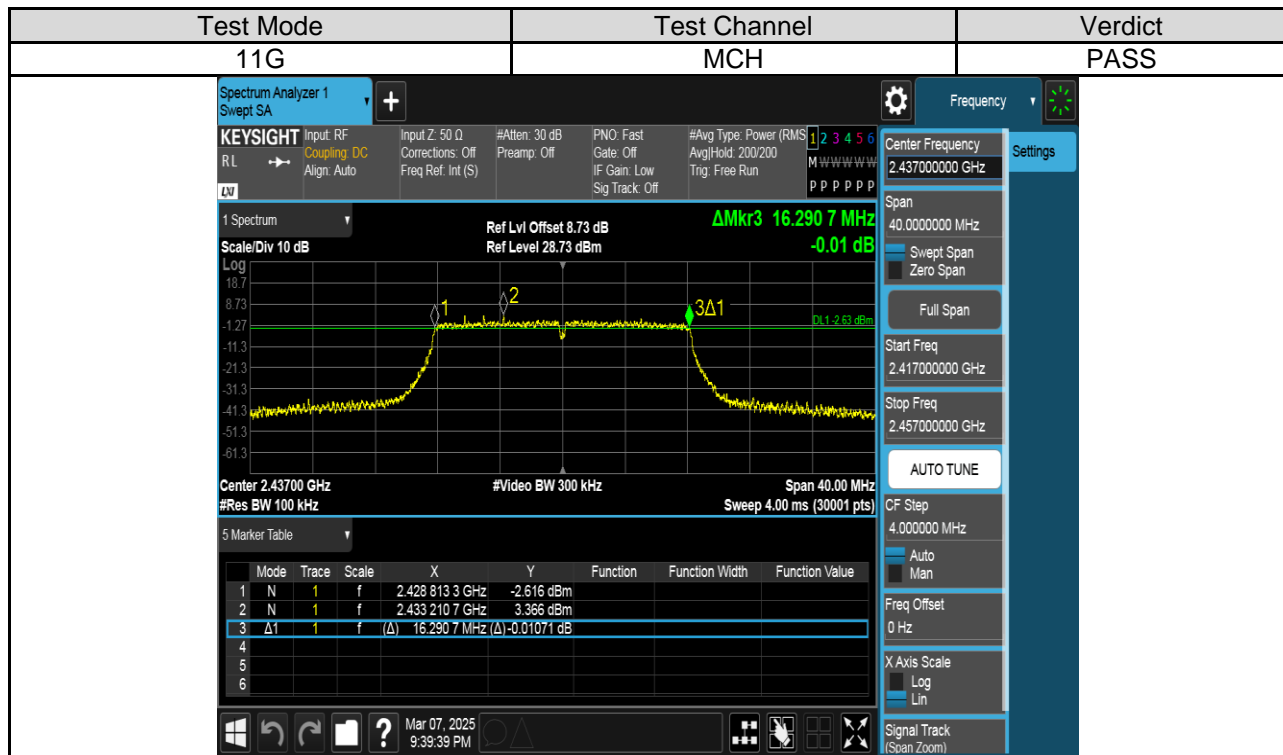 Test Mode Test Channel Verdict
11G MCH PASS
Spectrum Analyzer 1
Swept SA
+
Frequency
KEYSIGHT
RL
LXI
Input: RF
Coupling: DC
Align: Auto
Input Z: 50 Ω
Corrections: Off
Freq Ref: Int (S)
#Atten: 30 dB
Preamp: Off
PNO: Fast
Gate: Off
IF Gain: Low
Sig Track: Off
#Avg Type: Power (RMS
Avg|Hold: 200/200
Trig: Free Run
1 2 3 4 5 6
M W W W W W
P P P P P P
1 Spectrum
Scale/Div 10 dB
Ref Lvl Offset 8.73 dB
Ref Level 28.73 dBm
ΔMkr3 16.290 7 MHz
-0.01 dB
Log
18.7
8.73
-1.27
-11.3
-21.3
-31.3
-41.3
-51.3
-61.3
1
2
3Δ1
DL1 -2.63 dBm
Center 2.43700 GHz
#Res BW 100 kHz
#Video BW 300 kHz
Span 40.00 MHz
Sweep 4.00 ms (30001 pts)
5 Marker Table
Mode Trace Scale X Y Function Function Width Function Value
1 N 1 f 2.428 813 3 GHz -2.616 dBm
2 N 1 f 2.433 210 7 GHz 3.366 dBm
3 Δ1 1 f (Δ) 16.290 7 MHz (Δ) -0.01071 dB
4
5
6
?
Mar 07, 2025
9:39:39 PM
Center Frequency
2.437000000 GHz
Settings
Span
40.0000000 MHz
Swept Span
Zero Span
Full Span
Start Freq
2.417000000 GHz
Stop Freq
2.457000000 GHz
AUTO TUNE
CF Step
4.000000 MHz
Auto
Man
Freq Offset
0 Hz
X Axis Scale
Log
Lin
Signal Track
(Span Zoom)